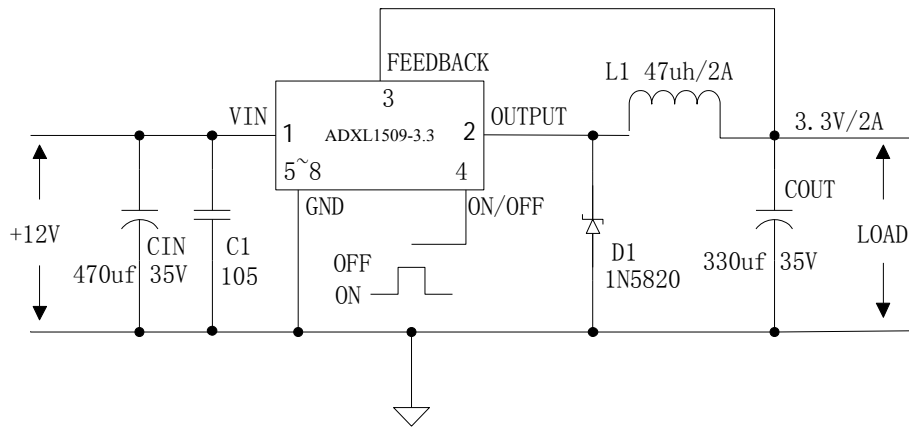 FEEDBACK
L1 47uh/2A
3
VIN
OUTPUT
3.3V/2A
1
ADXL1509-3.3
2
5~8
4
GND
ON/OFF
COUT
+12V
CIN
C1
OFF
D1
LOAD
470uf 35V
105
ON
1N5820
330uf 35V